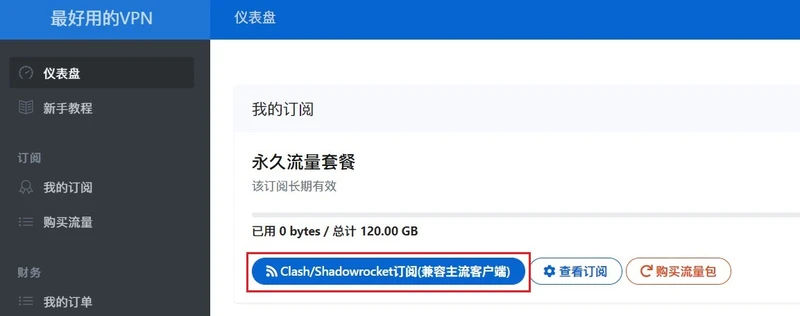 最好用的VPN
仪表盘
仪表盘
新手教程
订阅
我的订阅
购买流量
财务
我的订单
我的订阅
永久流量套餐
该订阅长期有效
已用 0 bytes / 总计 120.00 GB
Clash/Shadowrocket订阅(兼容主流客户端)
查看订阅
购买流量包